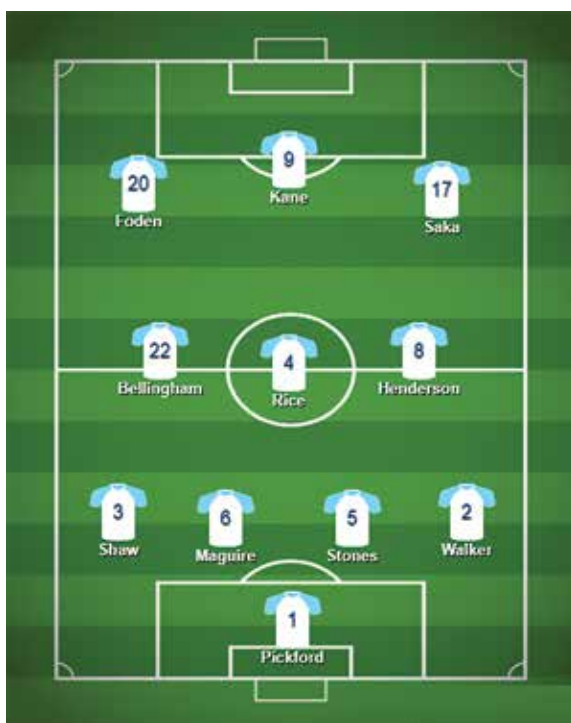 9
Kane
20
Foden
17
Saka
22
Bellingham
4
Rice
8
Henderson
3
Shaw
6
Maguire
5
Stones
2
Walker
1
Pickford